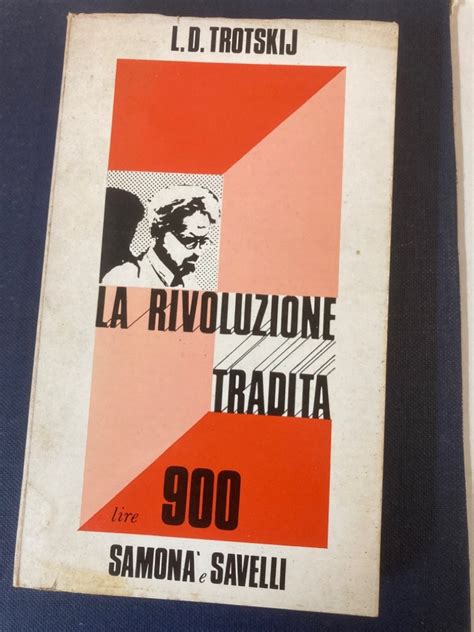 L.D. TROTSKIJ
LA RIVOLUZIONE
TRADITA
lire 900
SAMONA' e SAVELLI